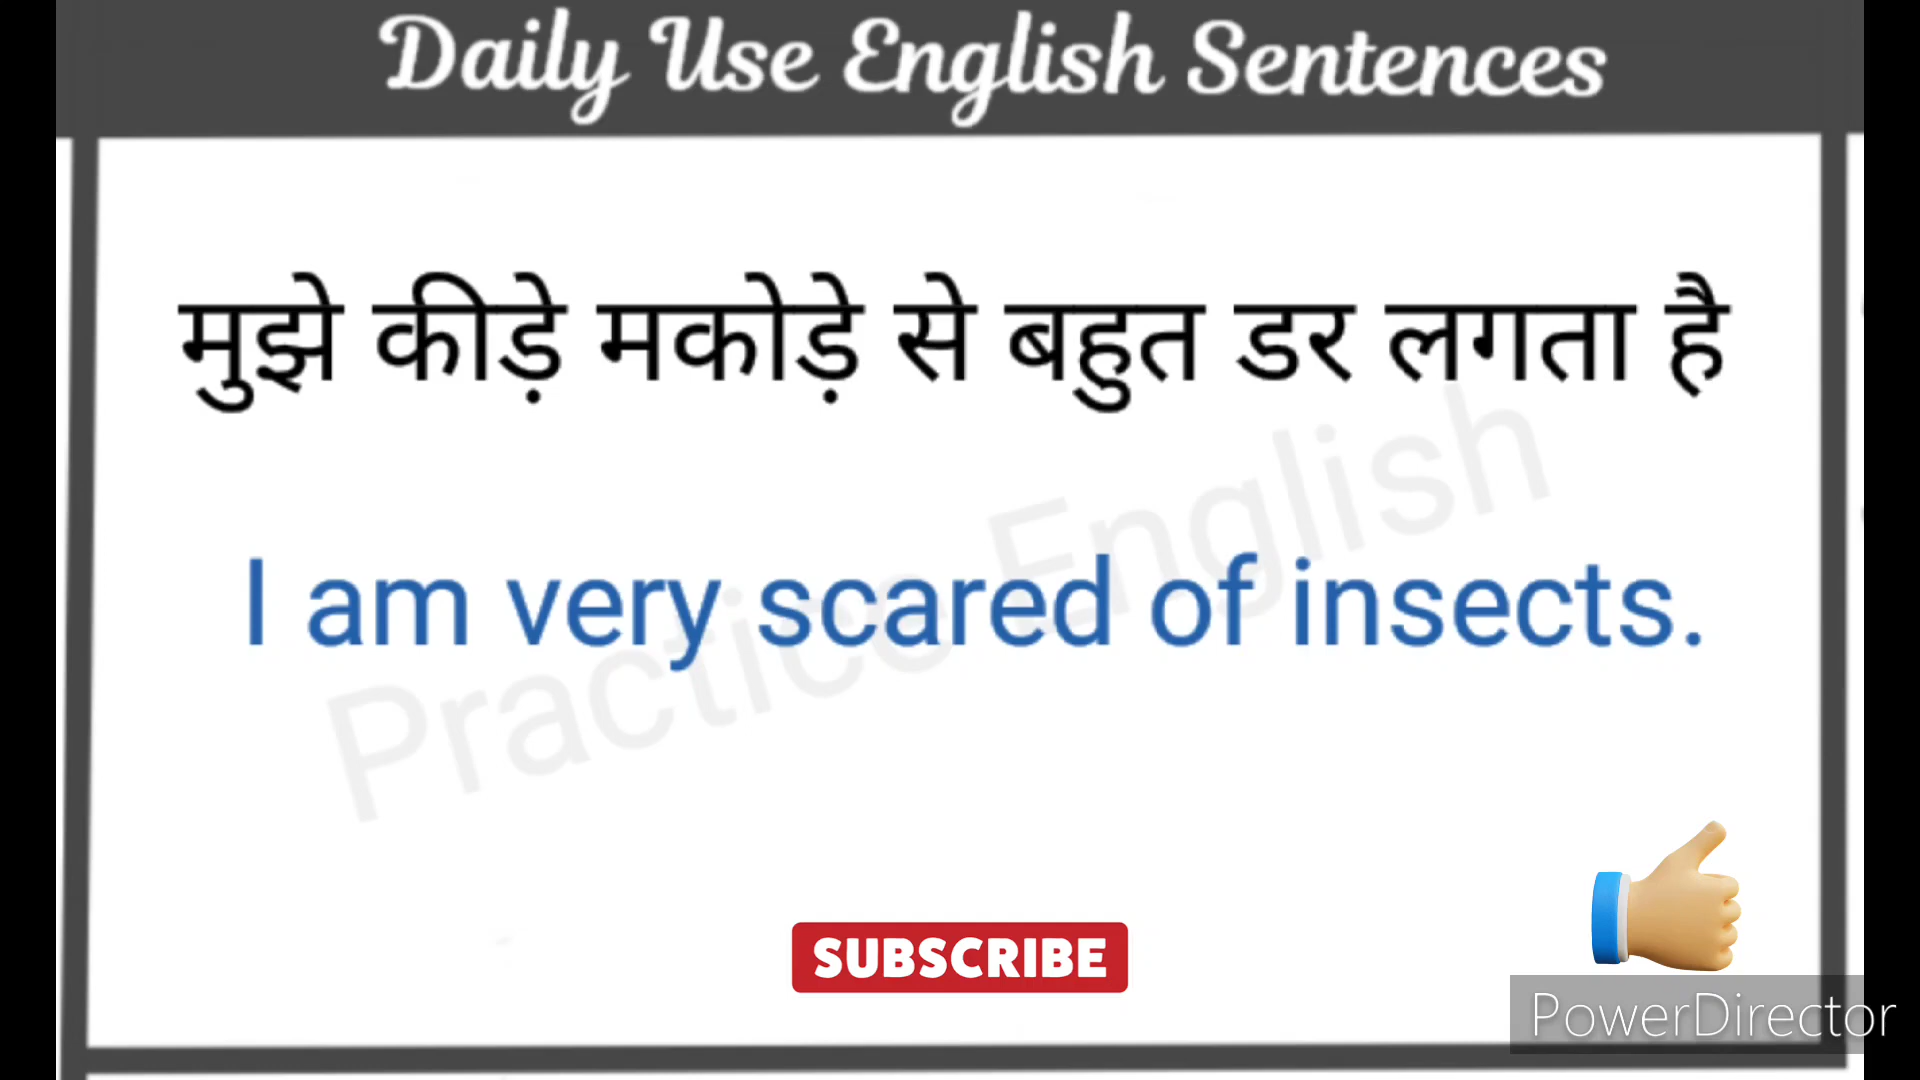 Daily Use English Sentences
मुझे कीड़े मकोड़े से बहुत डर लगता है
I am very scared of insects.
Practice English
SUBSCRIBE
PowerDirector